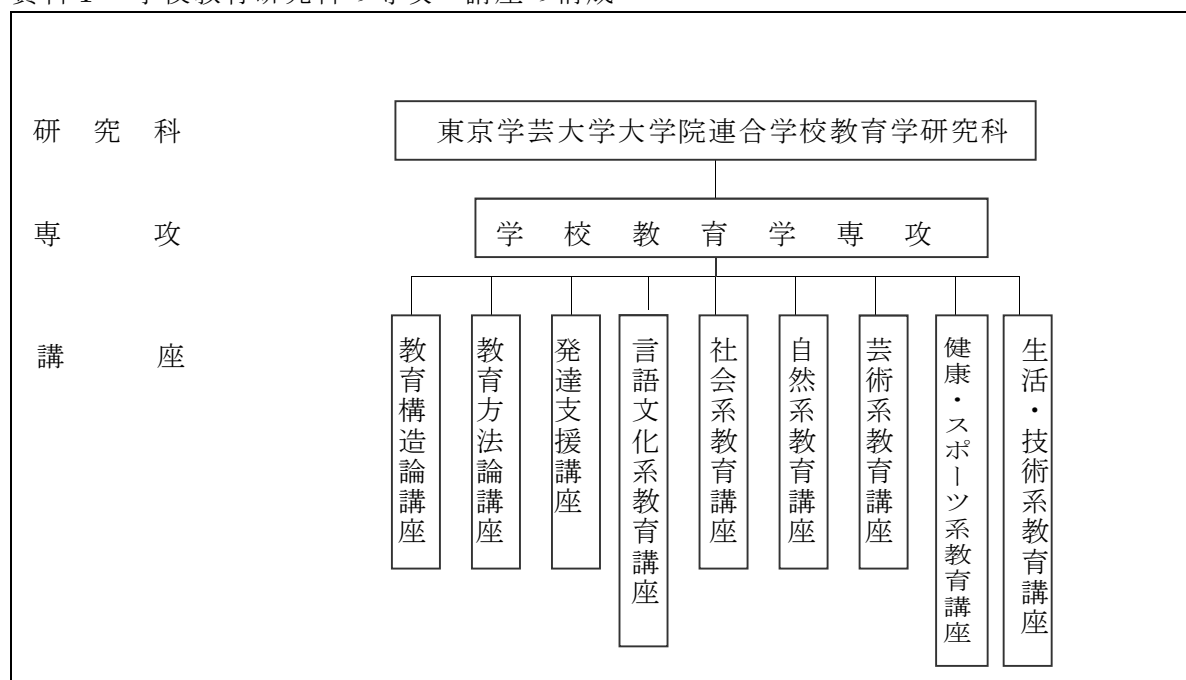 研究科
東京学芸大学大学院連合学校教育学研究科
専攻
学校教育学専攻
講座
教育構造論講座
教育方法論講座
発達支援講座
言語文化系教育講座
社会系教育講座
自然系教育講座
芸術系教育講座
健康・スポーツ系教育講座
生活・技術系教育講座